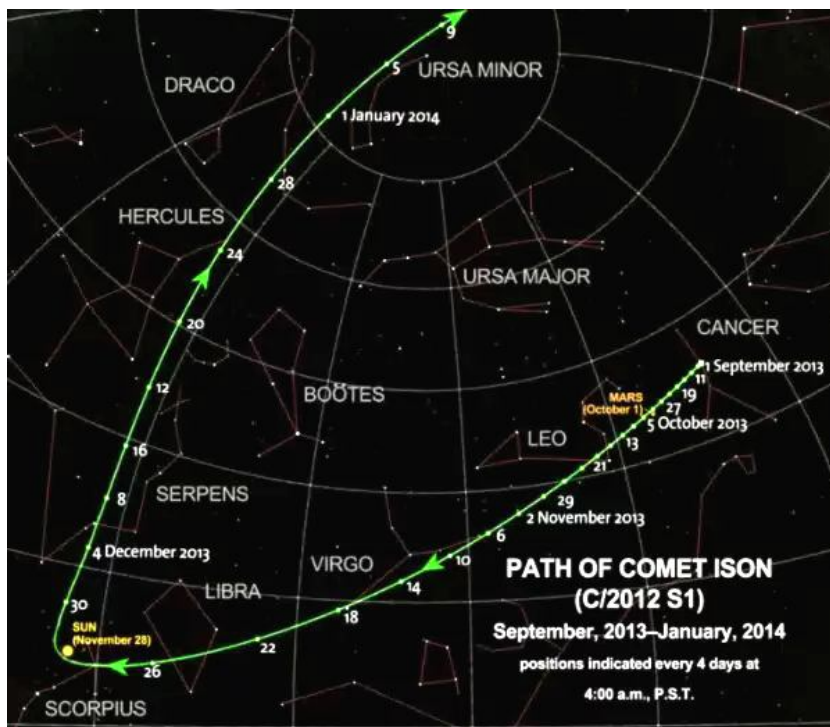 9
5
URSA MINOR
DRACO
1 January 2014
28
HERCULES
24
URSA MAJOR
20
CANCER
1 September 2013
11
12
BOÖTES
MARS
(October 1)
19
27
5 October 2013
LEO
13
16
21
8
SERPENS
29
2 November 2013
6
4 December 2013
10
VIRGO
14
LIBRA
30
18
SUN
(November 28)
22
26
SCORPIUS
PATH OF COMET ISON
(C/2012 S1)
September, 2013–January, 2014
positions indicated every 4 days at
4:00 a.m., P.S.T.